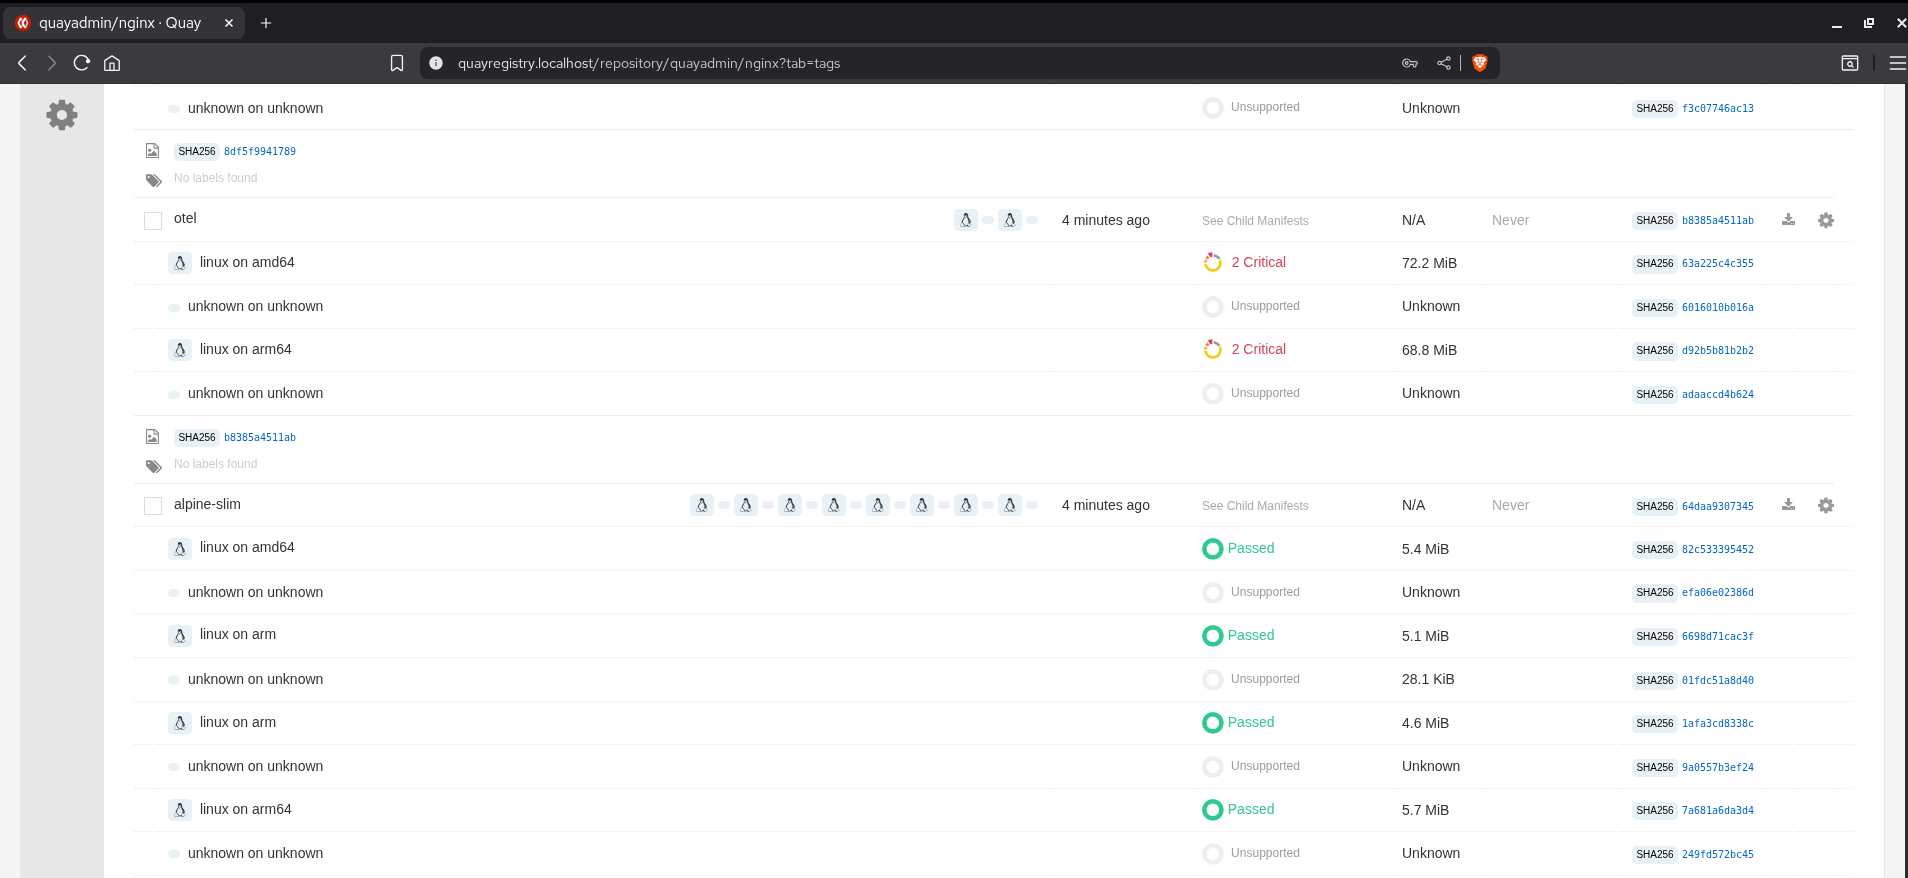 quayadmin/nginx · Quay
quayregistry.localhost/repository/quayadmin/nginx?tab=tags
unknown on unknown Unsupported Unknown SHA256 f3c07746ac13
SHA256 8df5f9941789
No labels found
otel 4 minutes ago See Child Manifests N/A Never SHA256 b8385a4511ab
linux on amd64 2 Critical 72.2 MiB SHA256 63a225c4c355
unknown on unknown Unsupported Unknown SHA256 6016010b016a
linux on arm64 2 Critical 68.8 MiB SHA256 d92b5b81b2b2
unknown on unknown Unsupported Unknown SHA256 adaaccd4b624
SHA256 b8385a4511ab
No labels found
alpine-slim 4 minutes ago See Child Manifests N/A Never SHA256 64daa9307345
linux on amd64 Passed 5.4 MiB SHA256 82c533395452
unknown on unknown Unsupported Unknown SHA256 efa06e02386d
linux on arm Passed 5.1 MiB SHA256 6698d71cac3f
unknown on unknown Unsupported 28.1 KiB SHA256 01fdc51a8d40
linux on arm Passed 4.6 MiB SHA256 1afa3cd8338c
unknown on unknown Unsupported Unknown SHA256 9a0557b3ef24
linux on arm64 Passed 5.7 MiB SHA256 7a681a6da3d4
unknown on unknown Unsupported Unknown SHA256 249fd572bc45